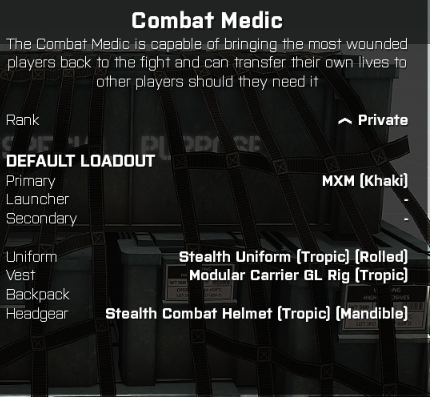 Combat Medic
The Combat Medic is capable of bringing the most wounded
players back to the fight and can transfer their own lives to
other players should they need it
Rank Private
SPECIAL PURPOSE
DEFAULT LOADOUT
Primary MXM (Khaki)
Launcher -
Secondary -
Uniform Stealth Uniform (Tropic) (Rolled)
Vest Modular Carrier GL Rig (Tropic)
Backpack
Headgear Stealth Combat Helmet (Tropic) (Mandible)